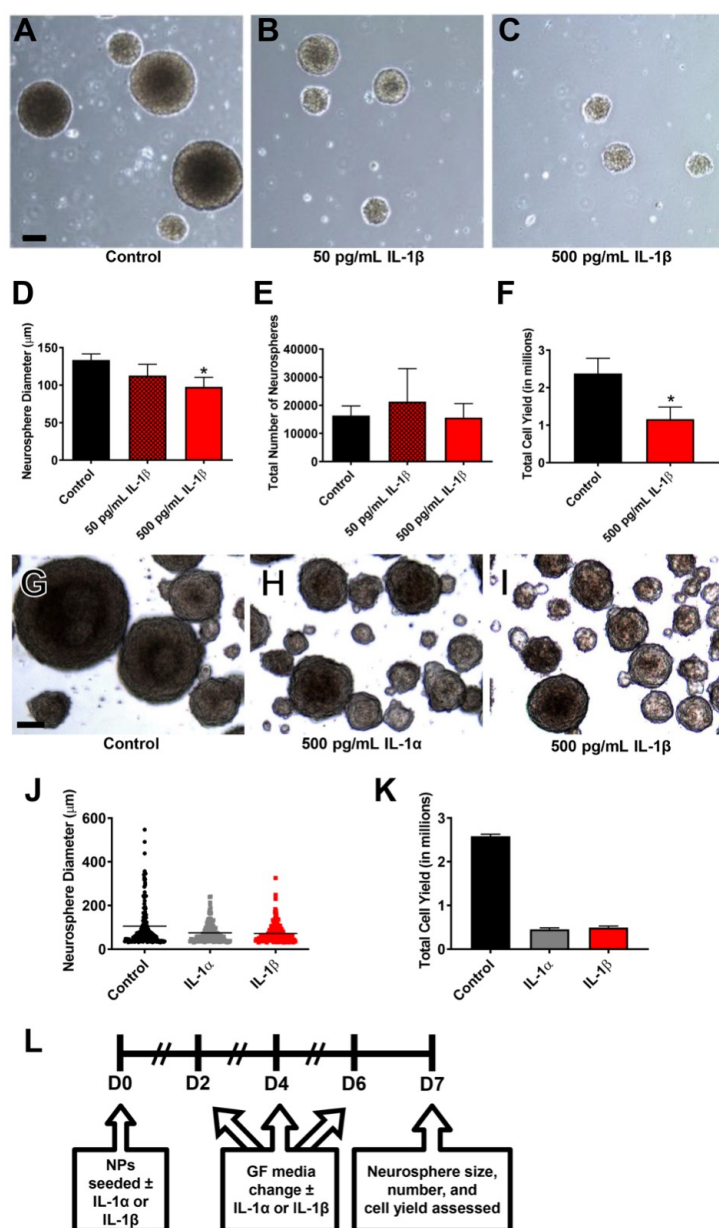 A
B
C
Control
50 pg/mL IL-1β
500 pg/mL IL-1β
D
E
F
Neurosphere Diameter (μm)
150
100
50
0
Control
50 pg/mL IL-1β
500 pg/mL IL-1β
*
Total Number of Neurospheres
40000
30000
20000
10000
0
Control
50 pg/mL IL-1β
500 pg/mL IL-1β
Total Cell Yield (in millions)
3
2
1
0
Control
500 pg/mL IL-1β
*
G
H
I
Control
500 pg/mL IL-1α
500 pg/mL IL-1β
J
K
Neurosphere Diameter (μm)
600
400
200
0
Control
IL-1α
IL-1β
Total Cell Yield (in millions)
3
2
1
0
Control
IL-1α
IL-1β
L
D0
D2
D4
D6
D7
NPs
seeded ±
IL-1α or
IL-1β
GF media
change ±
IL-1α or IL-1β
Neurosphere size,
number, and
cell yield assessed